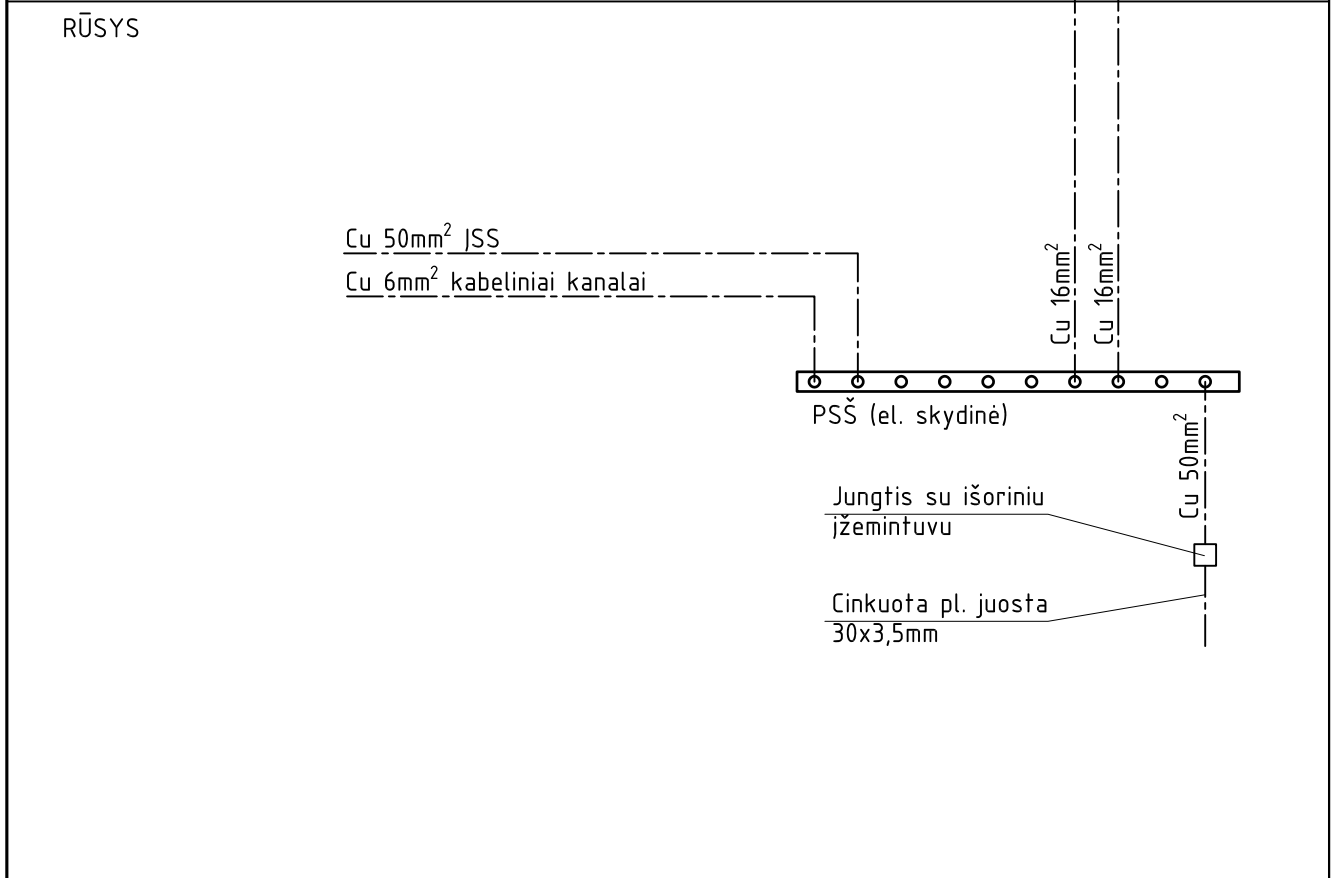 RŪSYS
Cu 50mm² JSS
Cu 6mm² kabeliniai kanalai
Cu 16mm²
Cu 16mm²
PSŠ (el. skydinė)
Cu 50mm²
Jungtis su išoriniu
įžemintuvu
Cinkuota pl. juosta
30x3,5mm